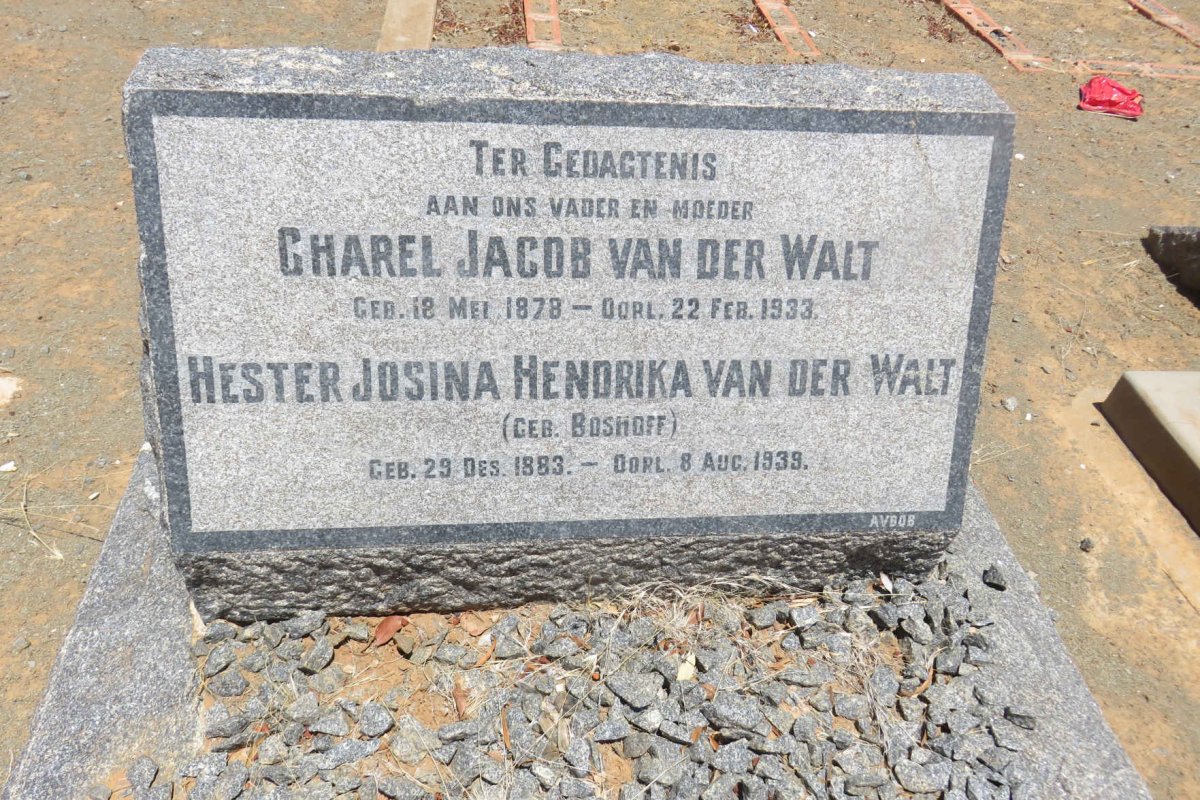 TER GEDAGTENIS
AAN ONS VADER EN MOEDER
CHAREL JACOB VAN DER WALT
GEB. 18 MEI 1878 — OORL. 22 FEB. 1933.
HESTER JOSINA HENDRIKA VAN DER WALT
(GEB. BOSHOFF)
GEB. 29 DES. 1883. — OORL. 8 AUG. 1939.
AVBOB